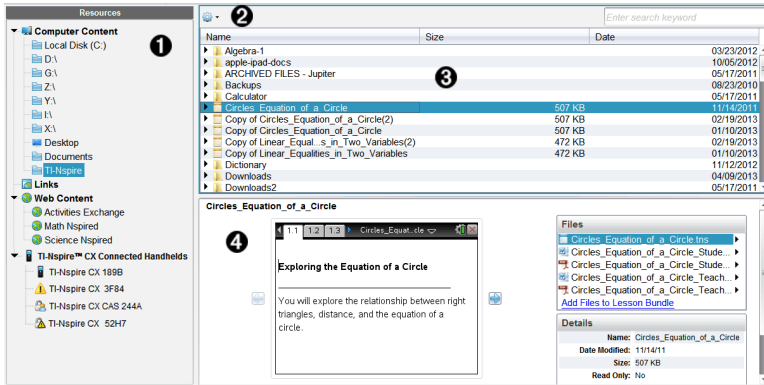 Resources
Computer Content
Local Disk (C:)
D:\
G:\
Z:\
Y:\
I:\
X:\
Desktop
Documents
TI-Nspire
Links
Web Content
Activities Exchange
Math Nspired
Science Nspired
TI-Nspire™ CX Connected Handhelds
TI-Nspire CX 189B
TI-Nspire CX 3F84
TI-Nspire CX CAS 244A
TI-Nspire CX 52H7
1
2
Enter search keyword
Name Size Date
Algebra-1 03/23/2012
apple-ipad-docs 10/05/2012
ARCHIVED FILES - Jupiter 05/17/2011
Backups 08/23/2010
Calculator 05/17/2011
Circles_Equation_of_a_Circle 507 KB 11/14/2011
Copy of Circles_Equation_of_a_Circle(2) 507 KB 02/19/2013
Copy of Circles_Equation_of_a_Circle 507 KB 01/10/2013
Copy of Linear_Equal...s_in_Two_Variables(2) 472 KB 02/19/2013
Copy of Linear_Equalities_in_Two_Variables 472 KB 01/10/2013
Dictionary 11/12/2012
Downloads 04/09/2013
Downloads2 05/17/2011
3
Circles_Equation_of_a_Circle
4
1.1 1.2 1.3 Circles_Equat...cle
Exploring the Equation of a Circle
You will explore the relationship between right
triangles, distance, and the equation of a
circle.
Files
Circles_Equation_of_a_Circle.tns
Circles_Equation_of_a_Circle_Stude...
Circles_Equation_of_a_Circle_Stude...
Circles_Equation_of_a_Circle_Teach...
Circles_Equation_of_a_Circle_Teach...
Add Files to Lesson Bundle
Details
Name: Circles_Equation_of_a_Circle
Date Modified: 11/14/11
Size: 507 KB
Read Only: No